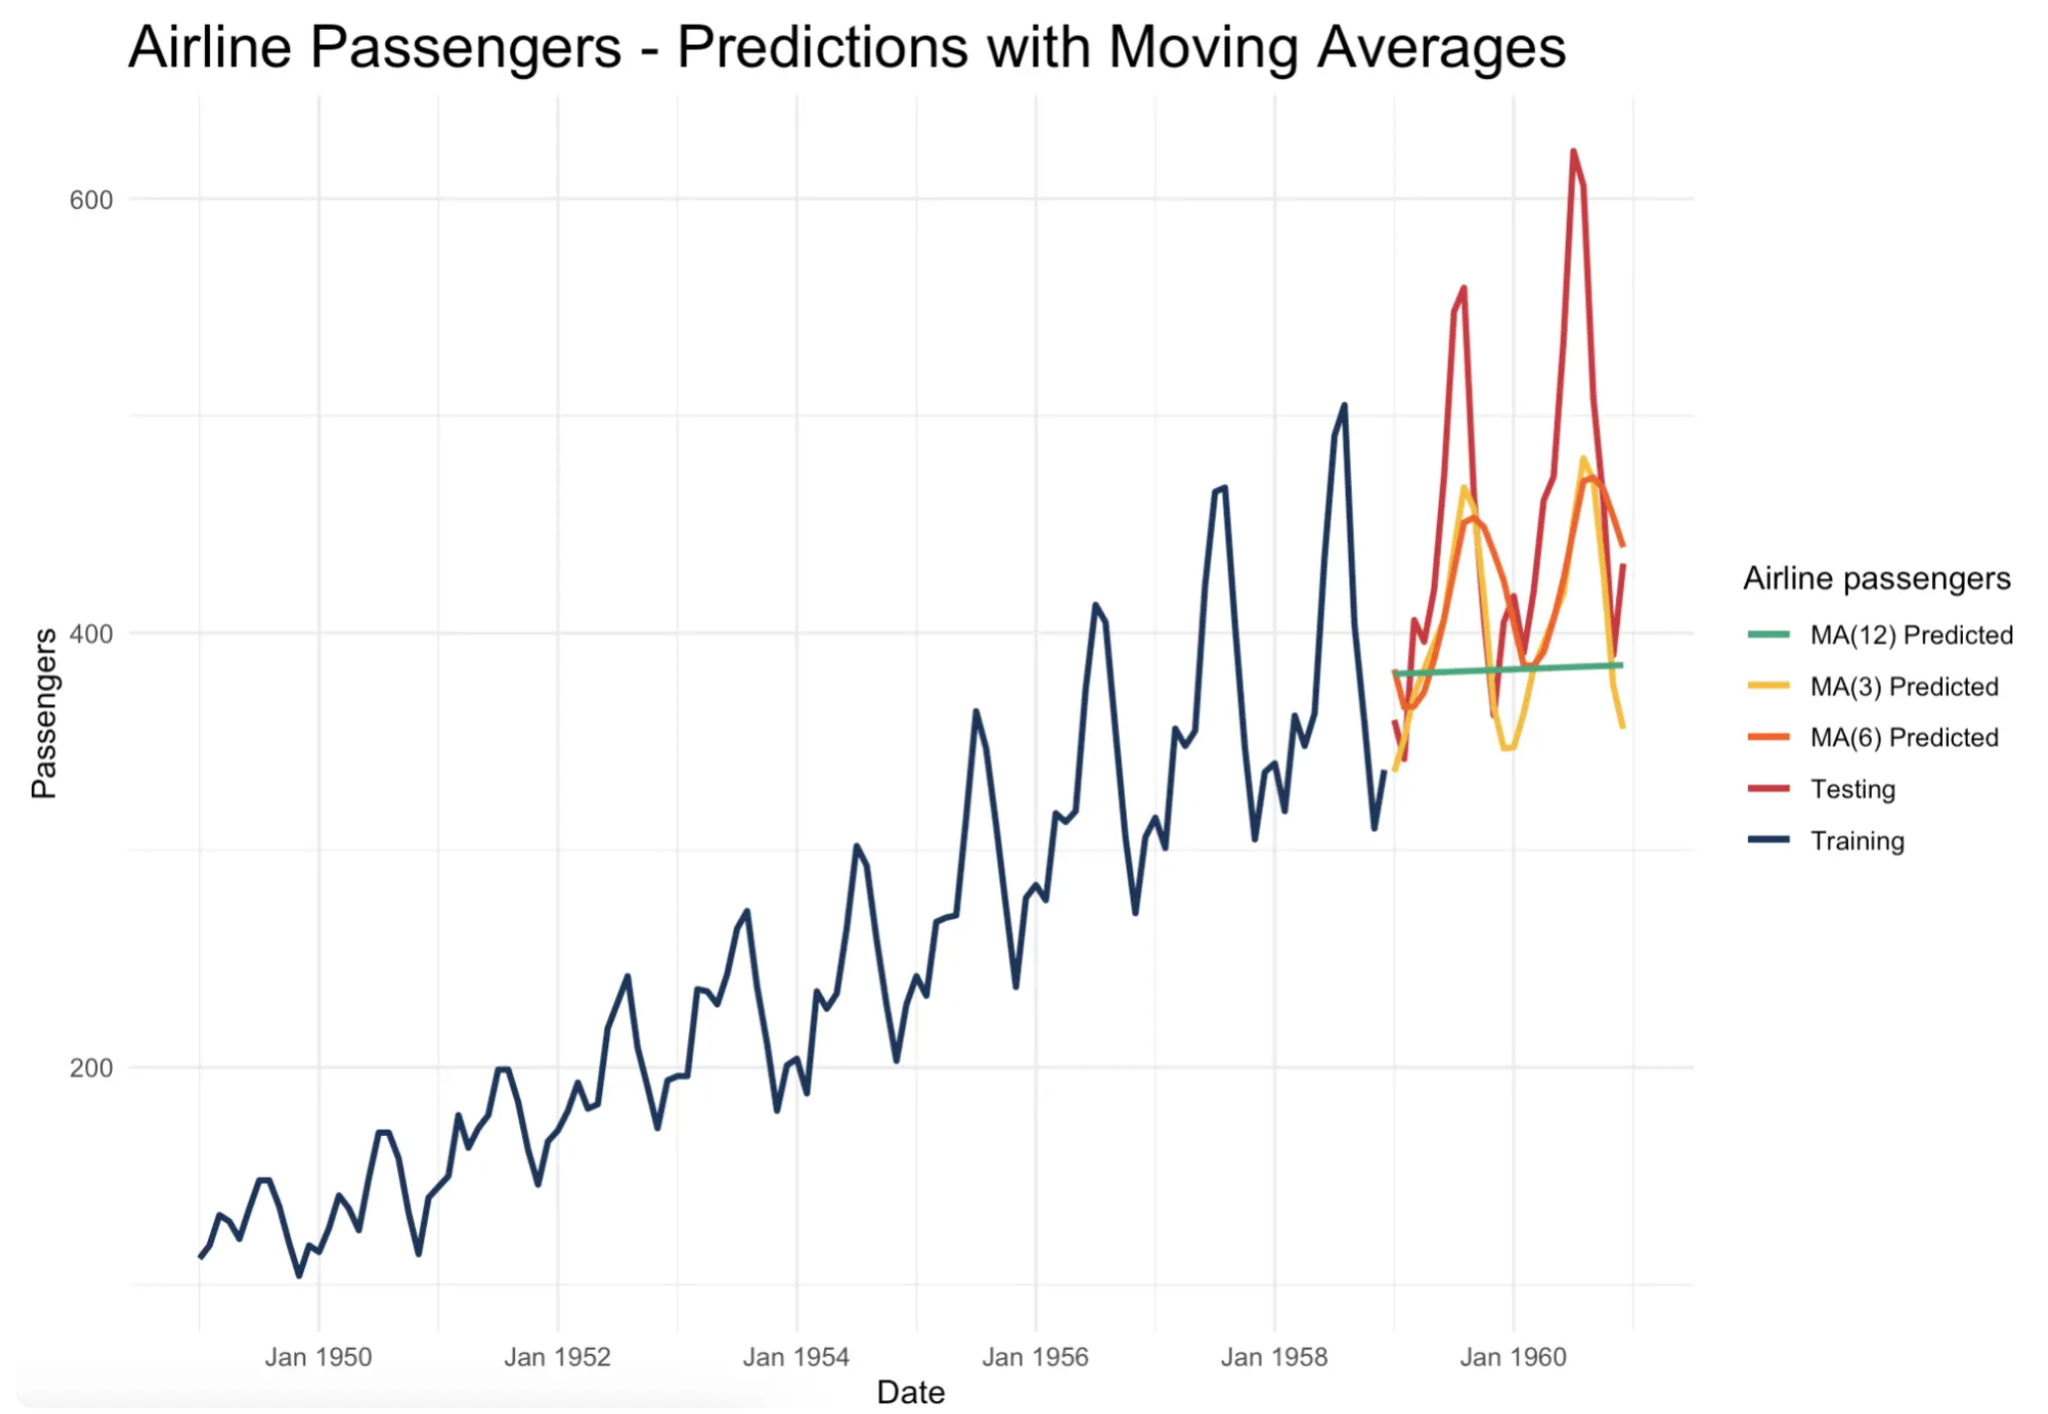 Airline Passengers - Predictions with Moving Averages
600
400
200
Passengers
Jan 1950
Jan 1952
Jan 1954
Jan 1956
Jan 1958
Jan 1960
Date
Airline passengers
MA(12) Predicted
MA(3) Predicted
MA(6) Predicted
Testing
Training